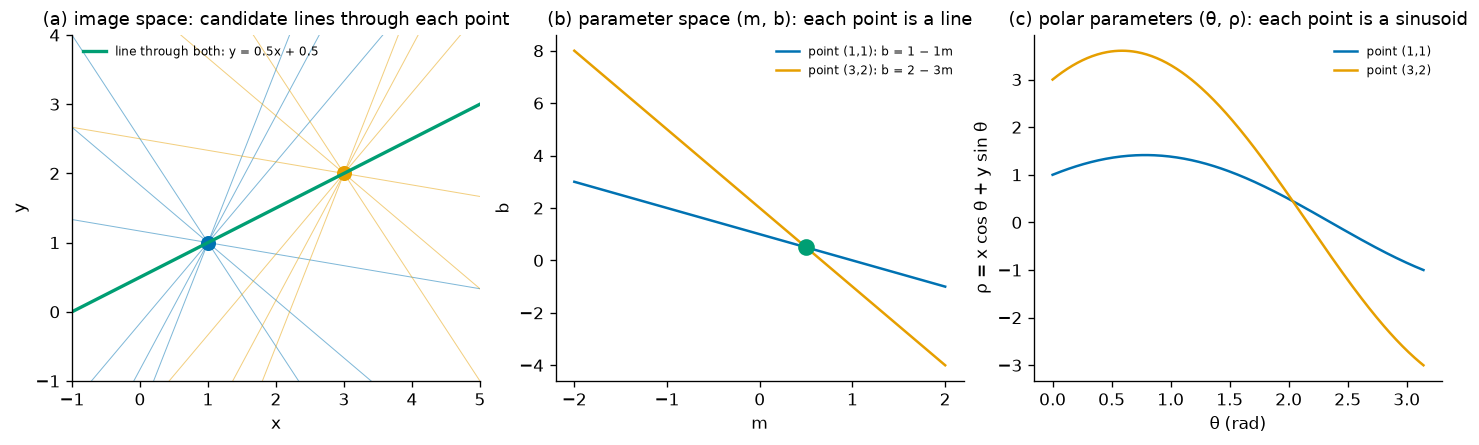 (a) image space: candidate lines through each point
line through both: y = 0.5x + 0.5
y
4
3
2
1
0
−1
−1 0 1 2 3 4 5
x
(b) parameter space (m, b): each point is a line
point (1,1): b = 1 − 1m
point (3,2): b = 2 − 3m
b
8
6
4
2
0
−2
−4
−2 −1 0 1 2
m
(c) polar parameters (θ, ρ): each point is a sinusoid
point (1,1)
point (3,2)
ρ = x cos θ + y sin θ
3
2
1
0
−1
−2
−3
0.0 0.5 1.0 1.5 2.0 2.5 3.0
θ (rad)